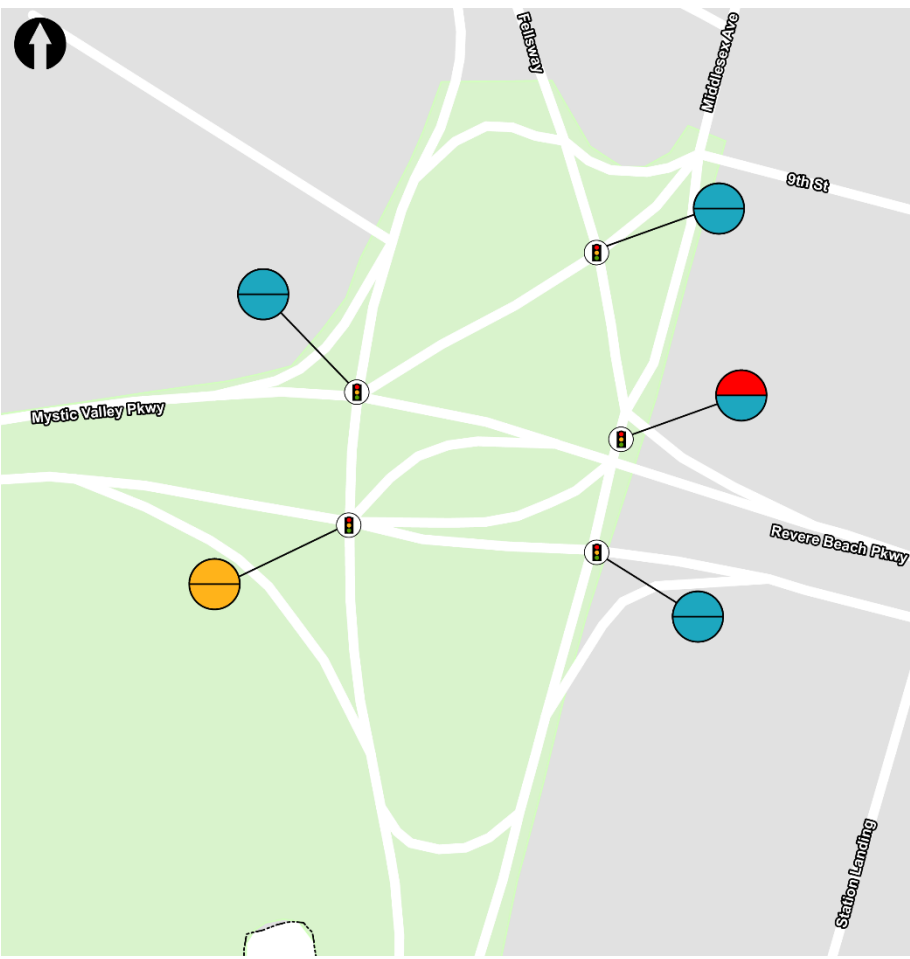 Fellsway
Middlesex Ave
9th St
Mystic Valley Pkwy
Revere Beach Pkwy
Station Landing